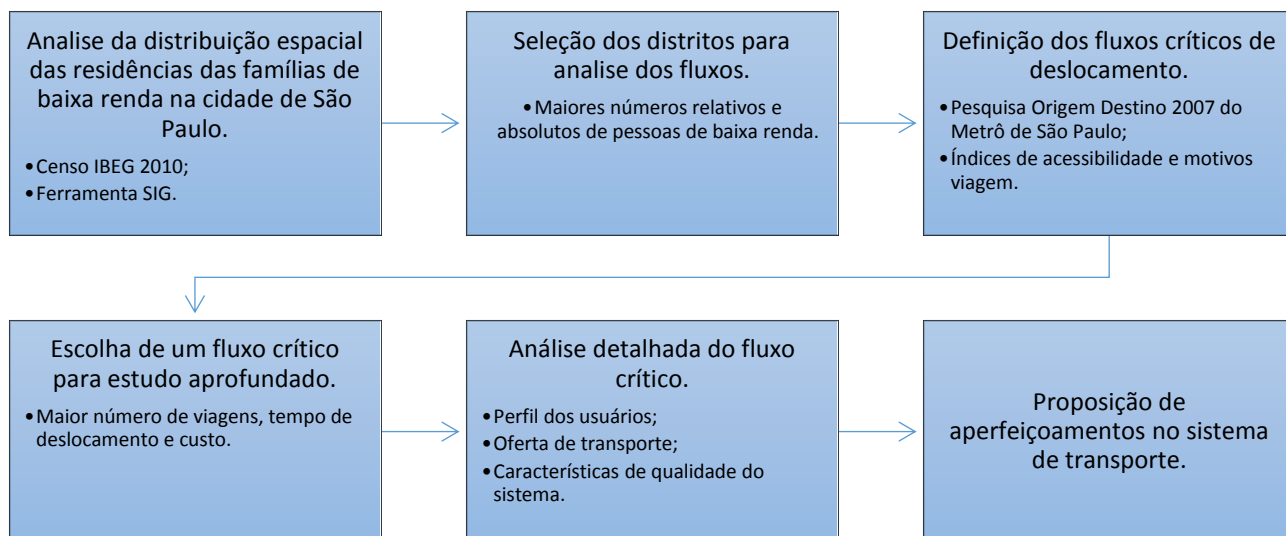 Analise da distribuição espacial
das residências das famílias de
baixa renda na cidade de São
Paulo.
•Censo IBEG 2010;
•Ferramenta SIG.
Seleção dos distritos para
analise dos fluxos.
•Maiores números relativos e
absolutos de pessoas de baixa renda.
Definição dos fluxos críticos de
deslocamento.
•Pesquisa Origem Destino 2007 do
Metrô de São Paulo;
•Índices de acessibilidade e motivos
viagem.
Escolha de um fluxo crítico
para estudo aprofundado.
•Maior número de viagens, tempo de
deslocamento e custo.
Análise detalhada do fluxo
crítico.
•Perfil dos usuários;
•Oferta de transporte;
•Características de qualidade do
sistema.
Proposição de
aperfeiçoamentos no sistema
de transporte.